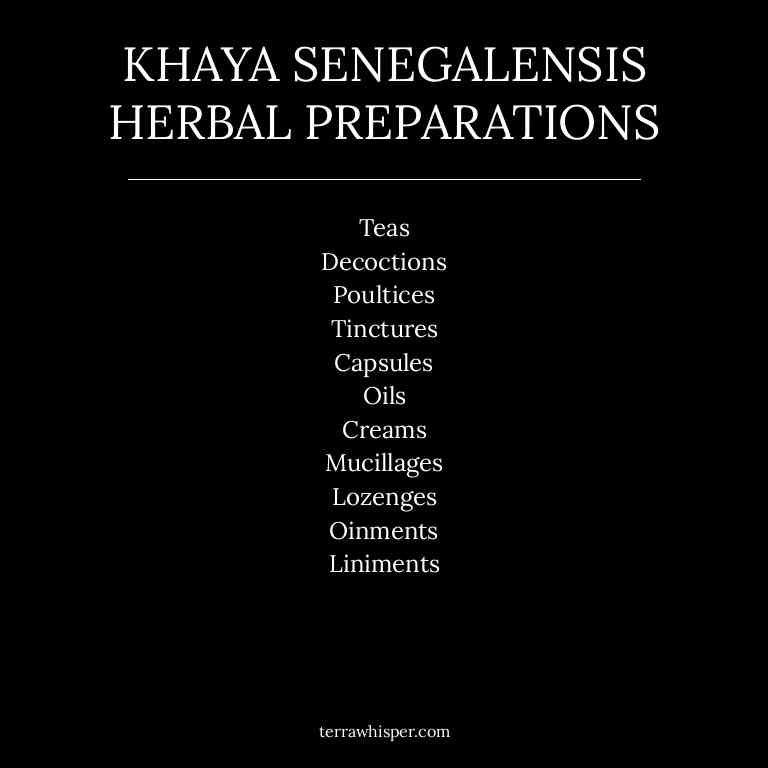 KHAYA SENEGALENSIS
HERBAL PREPARATIONS
Teas
Decoctions
Poultices
Tinctures
Capsules
Oils
Creams
Mucillages
Lozenges
Oinments
Liniments
terrawhisper.com